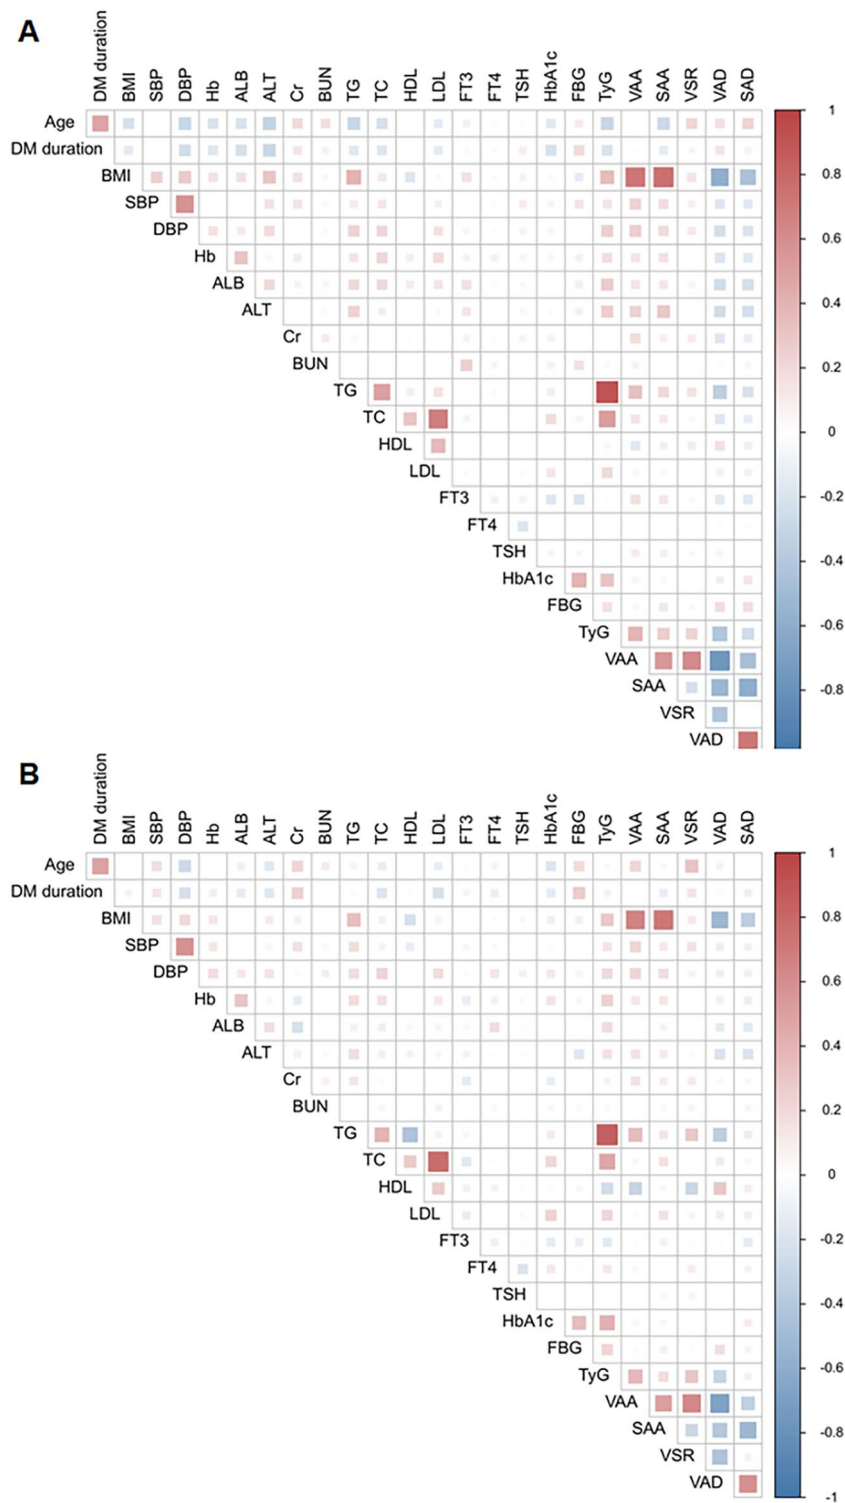 A
DM duration BMI SBP DBP Hb ALB ALT Cr BUN TG TC HDL LDL FT3 FT4 TSH HbA1c FBG TyG VAA SAA VSR VAD SAD
1
Age
DM duration
BMI
0.8
SBP
DBP
0.6
Hb
ALB
0.4
ALT
Cr
BUN
0.2
TG
TC
0
HDL
LDL
-0.2
FT3
FT4
TSH
-0.4
HbA1c
FBG
-0.6
TyG
VAA
SAA
-0.8
VSR
VAD
B
DM duration BMI SBP DBP Hb ALB ALT Cr BUN TG TC HDL LDL FT3 FT4 TSH HbA1c FBG TyG VAA SAA VSR VAD SAD
1
Age
DM duration
BMI
0.8
SBP
DBP
0.6
Hb
ALB
0.4
ALT
Cr
BUN
0.2
TG
TC
0
HDL
LDL
-0.2
FT3
FT4
TSH
-0.4
HbA1c
FBG
-0.6
TyG
VAA
SAA
-0.8
VSR
VAD
-1